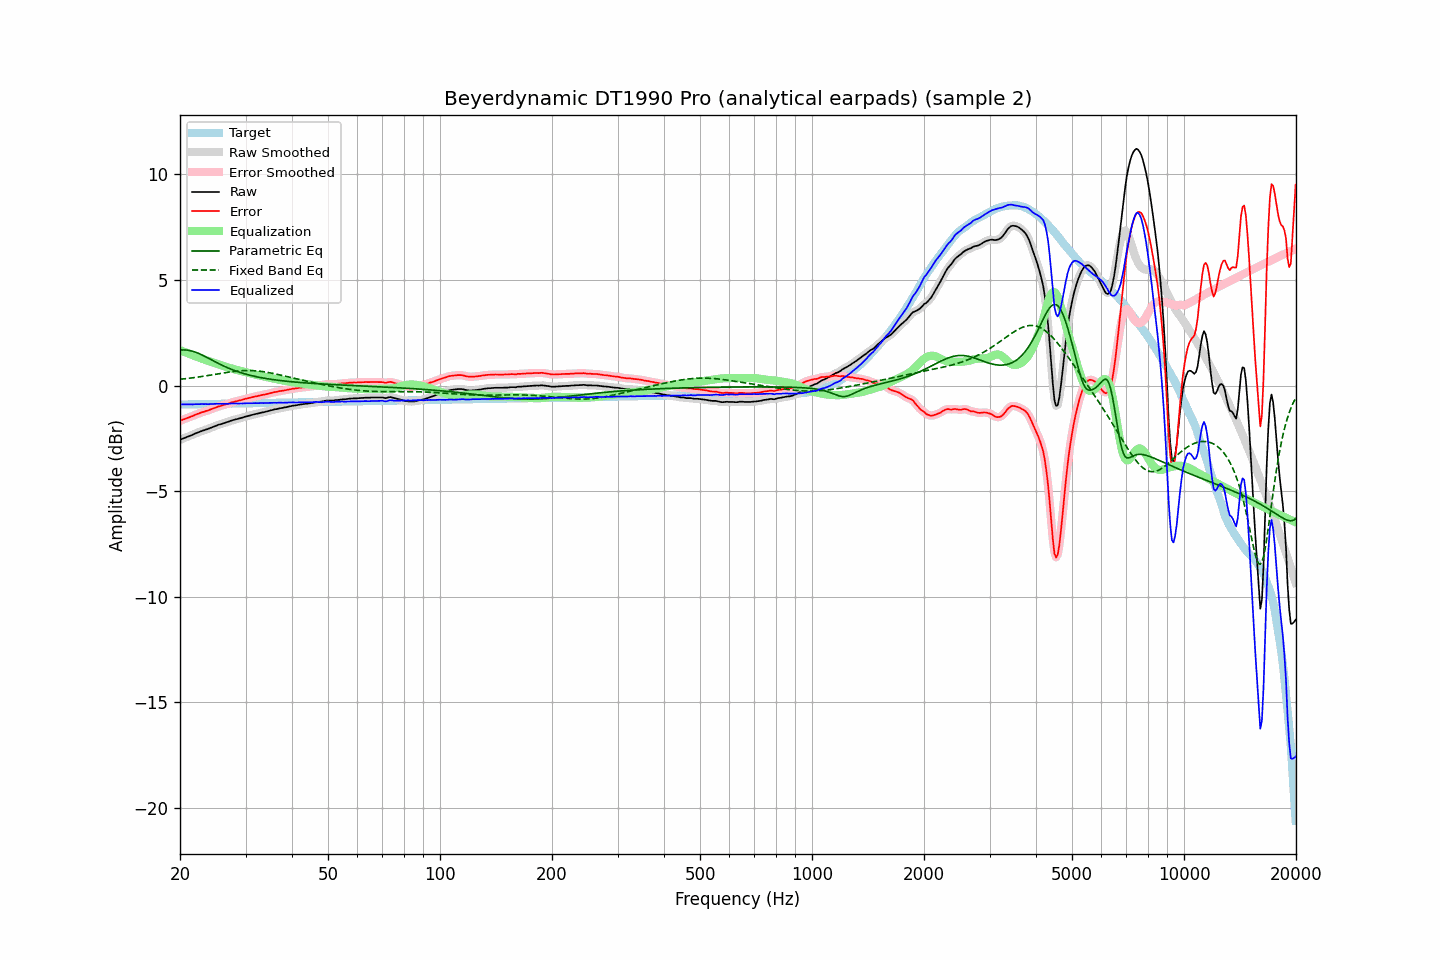 Beyerdynamic DT1990 Pro (analytical earpads) (sample 2)
Target
Raw Smoothed
Error Smoothed
Raw
Error
Equalization
Parametric Eq
Fixed Band Eq
Equalized
10
5
0
−5
−10
−15
−20
Amplitude (dBr)
20
50
100
200
500
1000
2000
5000
10000
20000
Frequency (Hz)